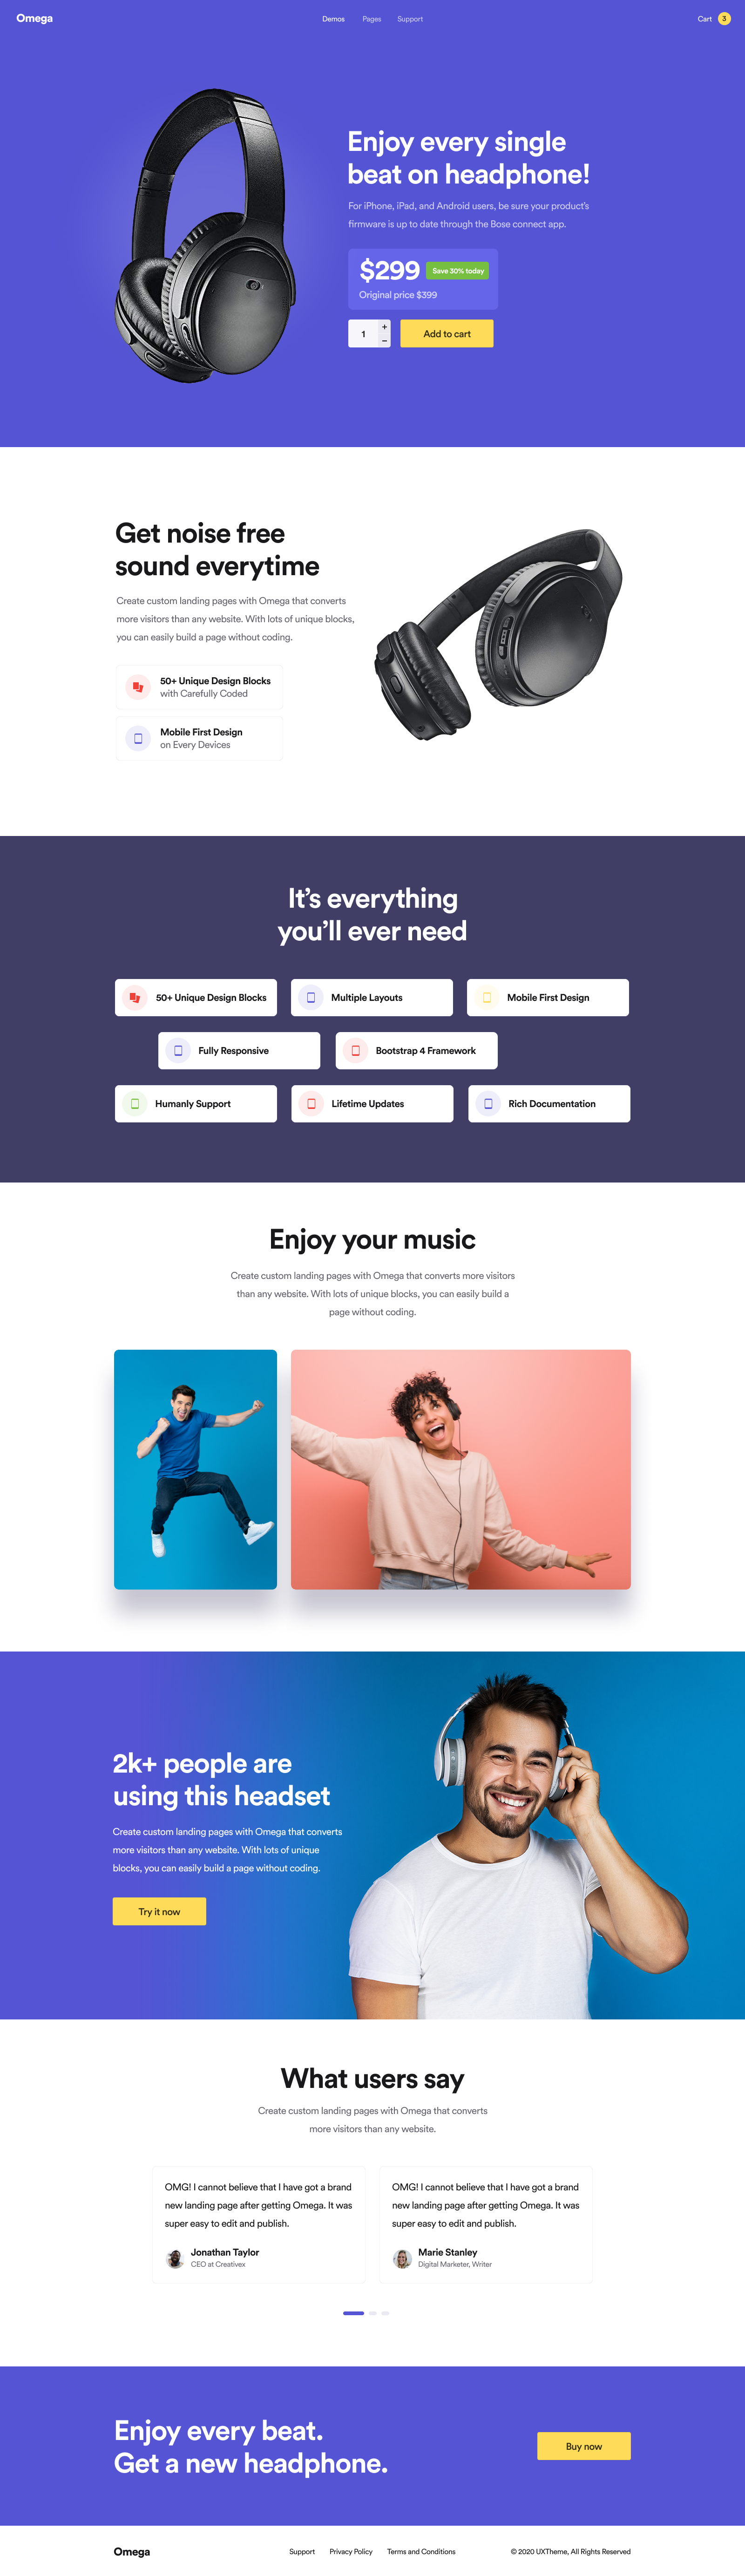 Omega
Demos Pages Support
Cart 3
Enjoy every single
beat on headphone!
For iPhone, iPad, and Android users, be sure your product's
firmware is up to date through the Bose connect app.
$299 Save 30% today
Original price $399
1 + −
Add to cart
Get noise free
sound everytime
Create custom landing pages with Omega that converts
more visitors than any website. With lots of unique blocks,
you can easily build a page without coding.
50+ Unique Design Blocks
with Carefully Coded
Mobile First Design
on Every Devices
It's everything
you'll ever need
50+ Unique Design Blocks
Multiple Layouts
Mobile First Design
Fully Responsive
Bootstrap 4 Framework
Humanly Support
Lifetime Updates
Rich Documentation
Enjoy your music
Create custom landing pages with Omega that converts more visitors
than any website. With lots of unique blocks, you can easily build a
page without coding.
2k+ people are
using this headset
Create custom landing pages with Omega that converts
more visitors than any website. With lots of unique
blocks, you can easily build a page without coding.
Try it now
What users say
Create custom landing pages with Omega that converts
more visitors than any website.
OMG! I cannot believe that I have got a brand
new landing page after getting Omega. It was
super easy to edit and publish.
Jonathan Taylor
CEO at Creativex
OMG! I cannot believe that I have got a brand
new landing page after getting Omega. It was
super easy to edit and publish.
Marie Stanley
Digital Marketer, Writer
Enjoy every beat.
Get a new headphone.
Buy now
Omega
Support Privacy Policy Terms and Conditions
© 2020 UXTheme, All Rights Reserved